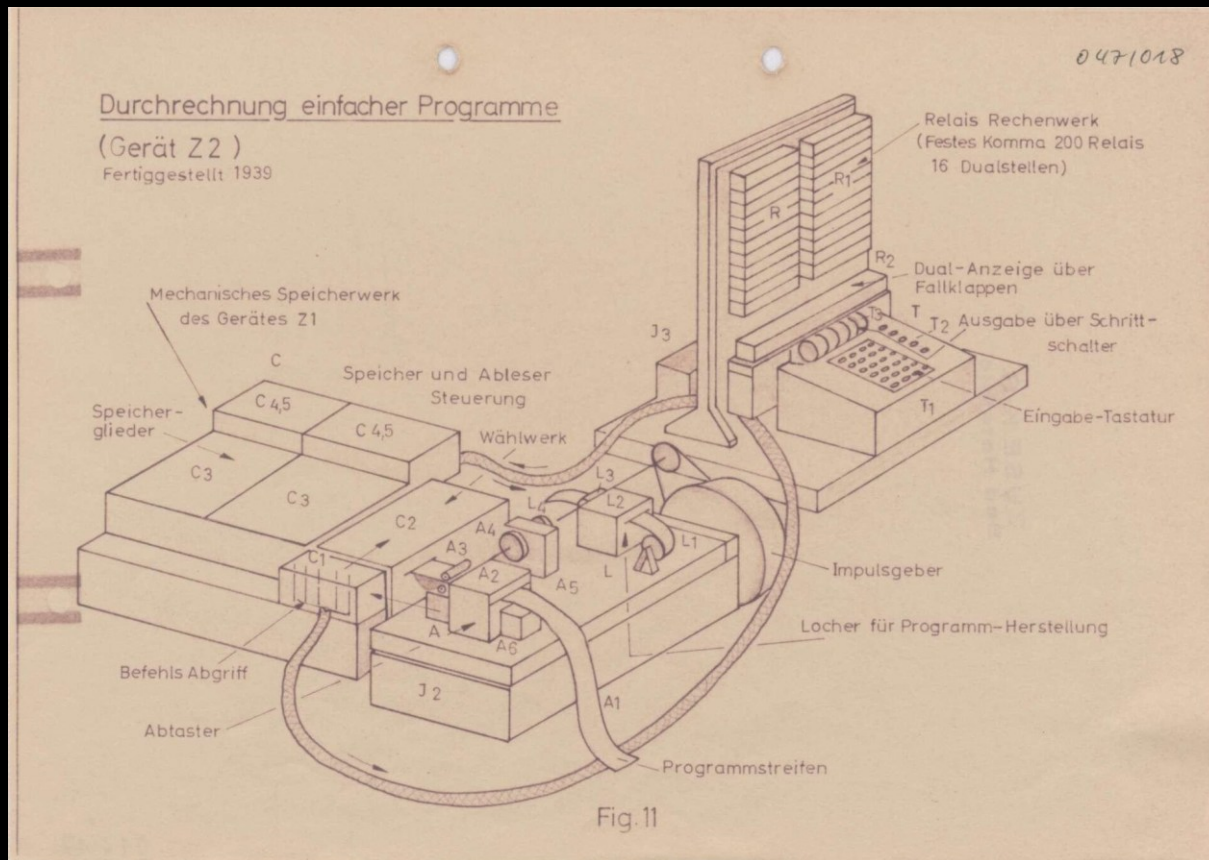 047/018
Durchrechnung einfacher Programme
(Gerät Z2)
Fertiggestellt 1939
Relais Rechenwerk
(Festes Komma 200 Relais
16 Dualstellen)
R
R1
R2
Dual-Anzeige über
Fallklappen
T3
T
T2
Ausgabe über Schritt-
schalter
T1
Eingabe-Tastatur
J3
Mechanisches Speicherwerk
des Gerätes Z1
C
Speicher und Ableser
Steuerung
C 4,5
C 4,5
Speicher-
glieder
Wählwerk
C3
C3
C2
C1
L3
L4
L2
L1
L
A4
A3
A2
A5
A
A6
Impulsgeber
Locher für Programm-Herstellung
Befehls Abgriff
J2
A1
Abtaster
Programmstreifen
Fig. 11